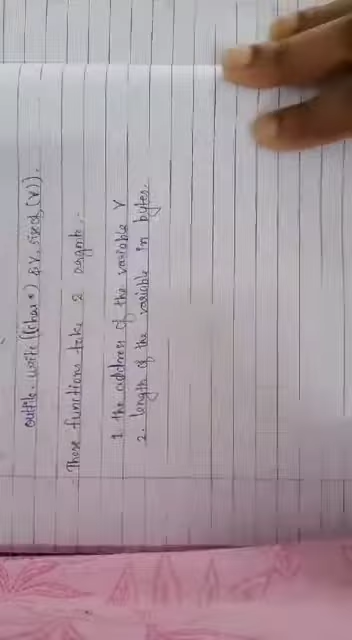 outfile. write ((char *) & V, sizeof (V)).
- These functions take 2 argmts :-
1. the address of the variable V
2. length of the variable in bytes.